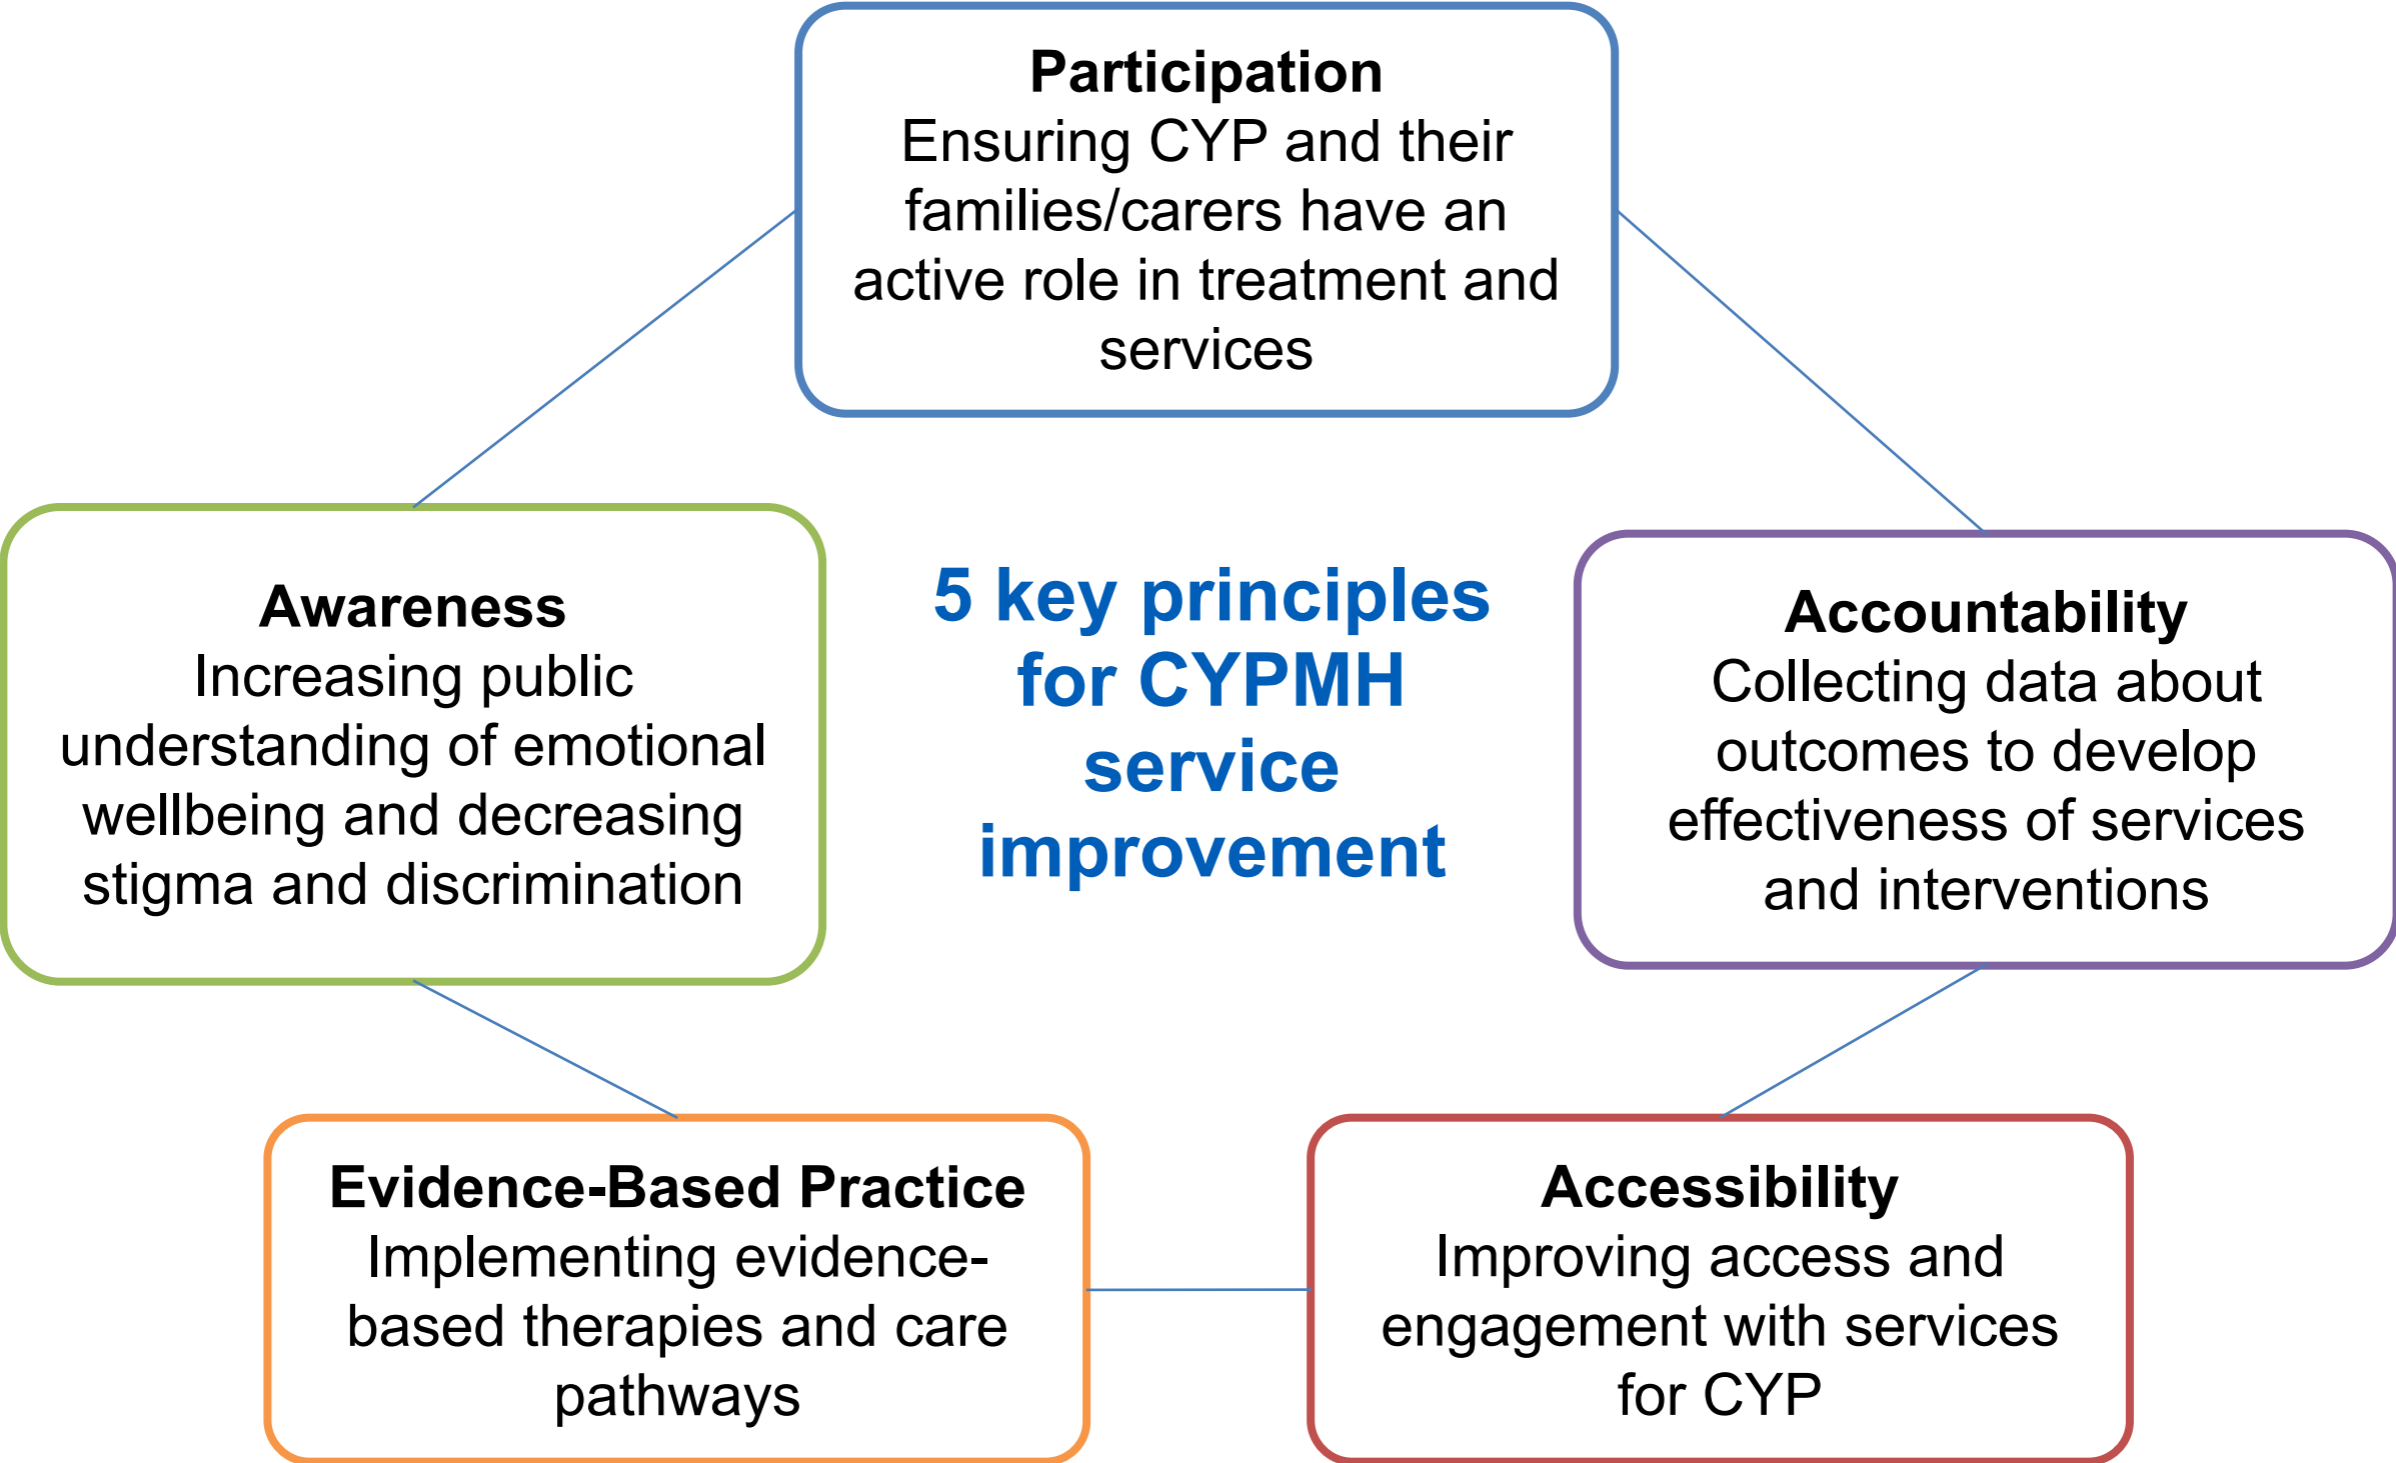 Participation
Ensuring CYP and their
families/carers have an
active role in treatment and
services
Awareness
Increasing public
understanding of emotional
wellbeing and decreasing
stigma and discrimination
5 key principles
for CYPMH
service
improvement
Accountability
Collecting data about
outcomes to develop
effectiveness of services
and interventions
Evidence-Based Practice
Implementing evidence-
based therapies and care
pathways
Accessibility
Improving access and
engagement with services
for CYP